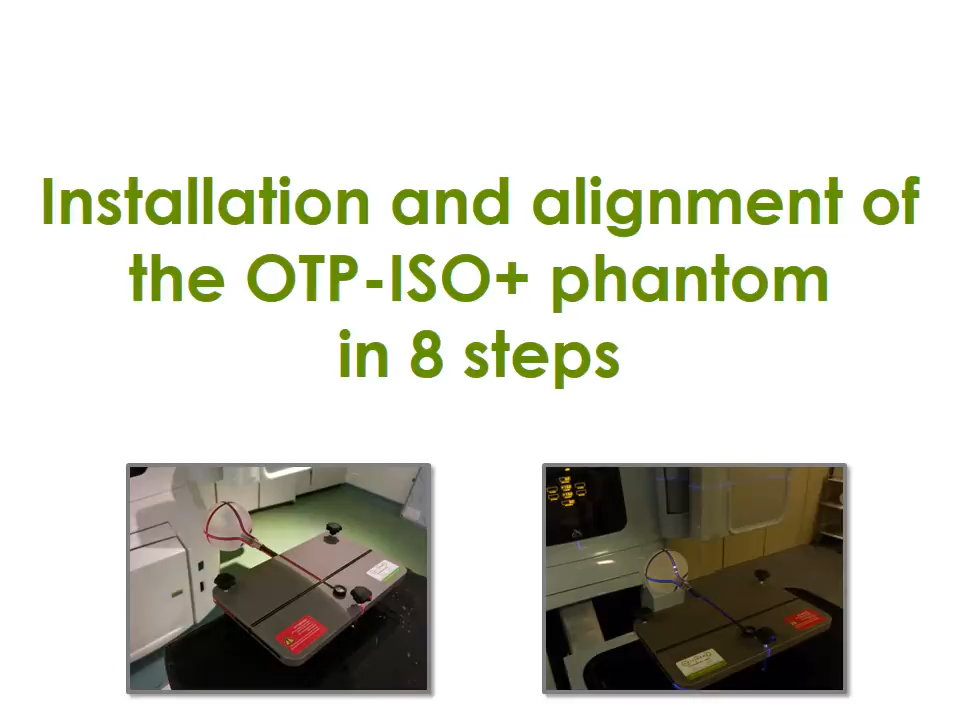 Installation and alignment of
the OTP-ISO+ phantom
in 8 steps